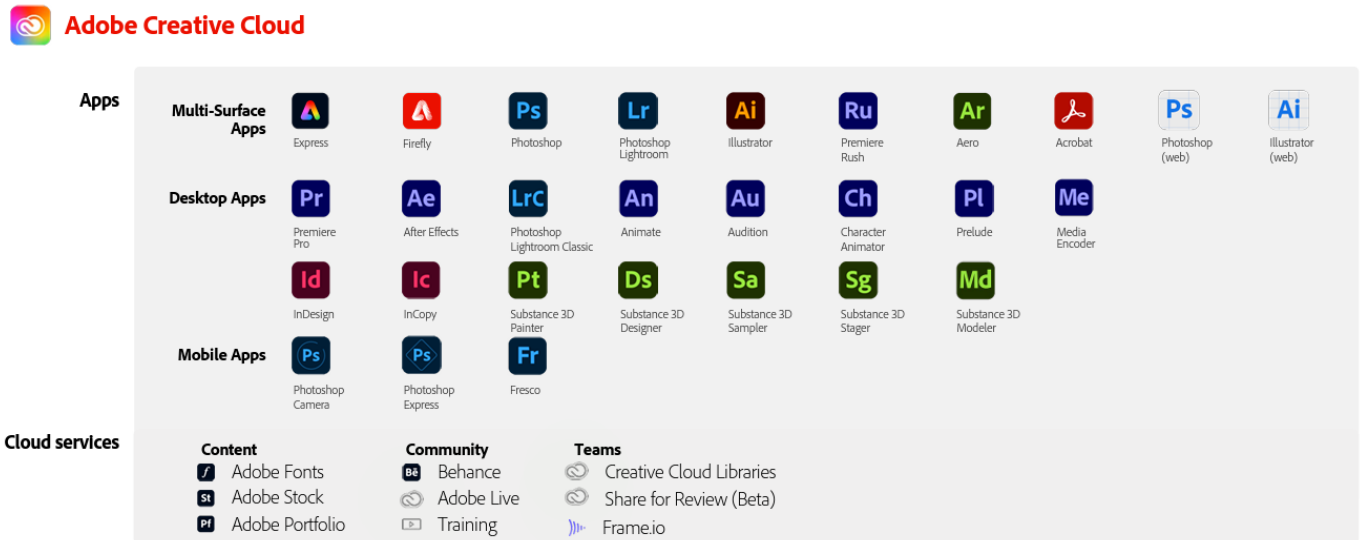 Adobe Creative Cloud
Apps
Multi-Surface
Apps
Ps
Lr
Ai
Ru
Ar
Ps
Ai
Express
Firefly
Photoshop
Photoshop
Lightroom
Illustrator
Premiere
Rush
Aero
Acrobat
Photoshop
(web)
Illustrator
(web)
Desktop Apps
Pr
Ae
LrC
An
Au
Ch
Pl
Me
Premiere
Pro
After Effects
Photoshop
Lightroom Classic
Animate
Audition
Character
Animator
Prelude
Media
Encoder
Id
Ic
Pt
Ds
Sa
Sg
Md
InDesign
InCopy
Substance 3D
Painter
Substance 3D
Designer
Substance 3D
Sampler
Substance 3D
Stager
Substance 3D
Modeler
Mobile Apps
Ps
Ps
Fr
Photoshop
Camera
Photoshop
Express
Fresco
Cloud services
Content
f Adobe Fonts
St Adobe Stock
Pf Adobe Portfolio
Community
Bē Behance
Adobe Live
Training
Teams
Creative Cloud Libraries
Share for Review (Beta)
Frame.io